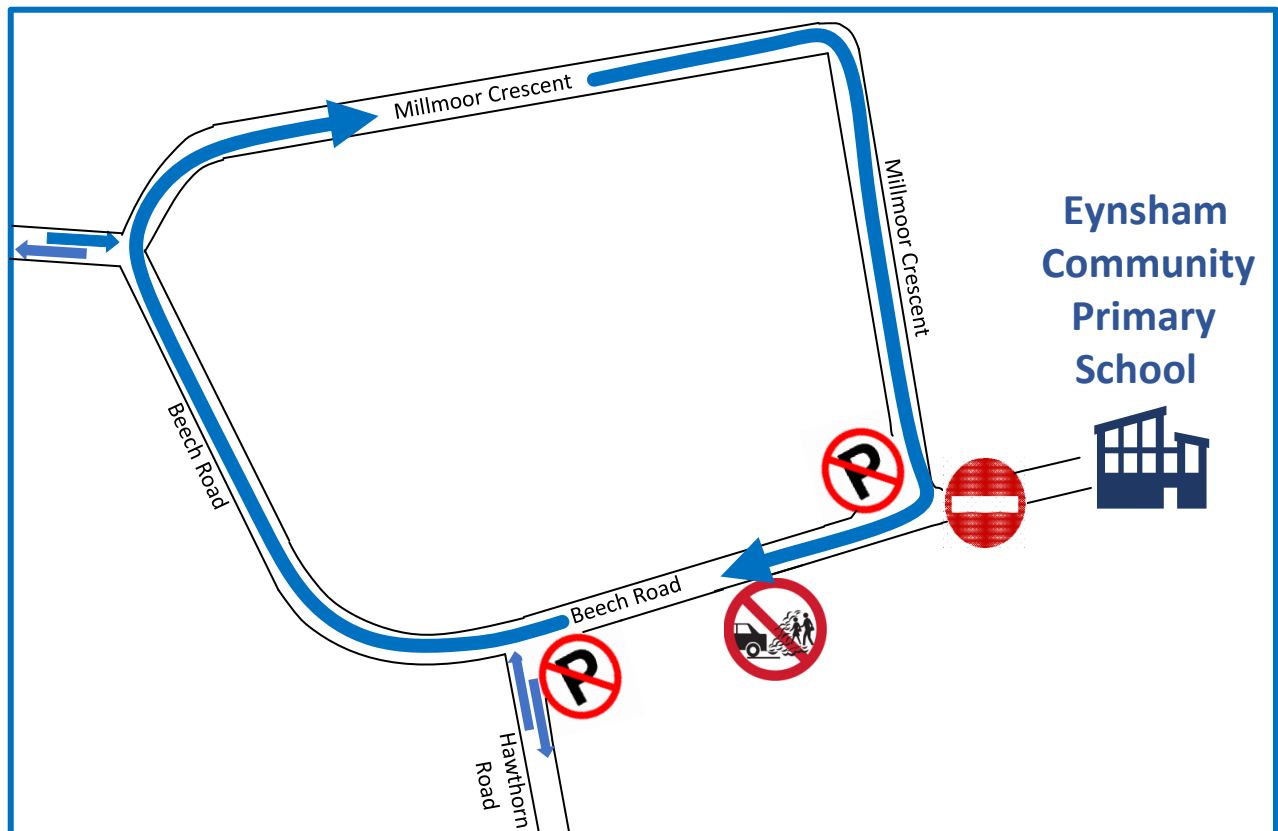 Millmoor Crescent
Millmoor Crescent
Eynsham
Community
Primary
School
Beech Road
P
Beech Road
P
Hawthorn
Road